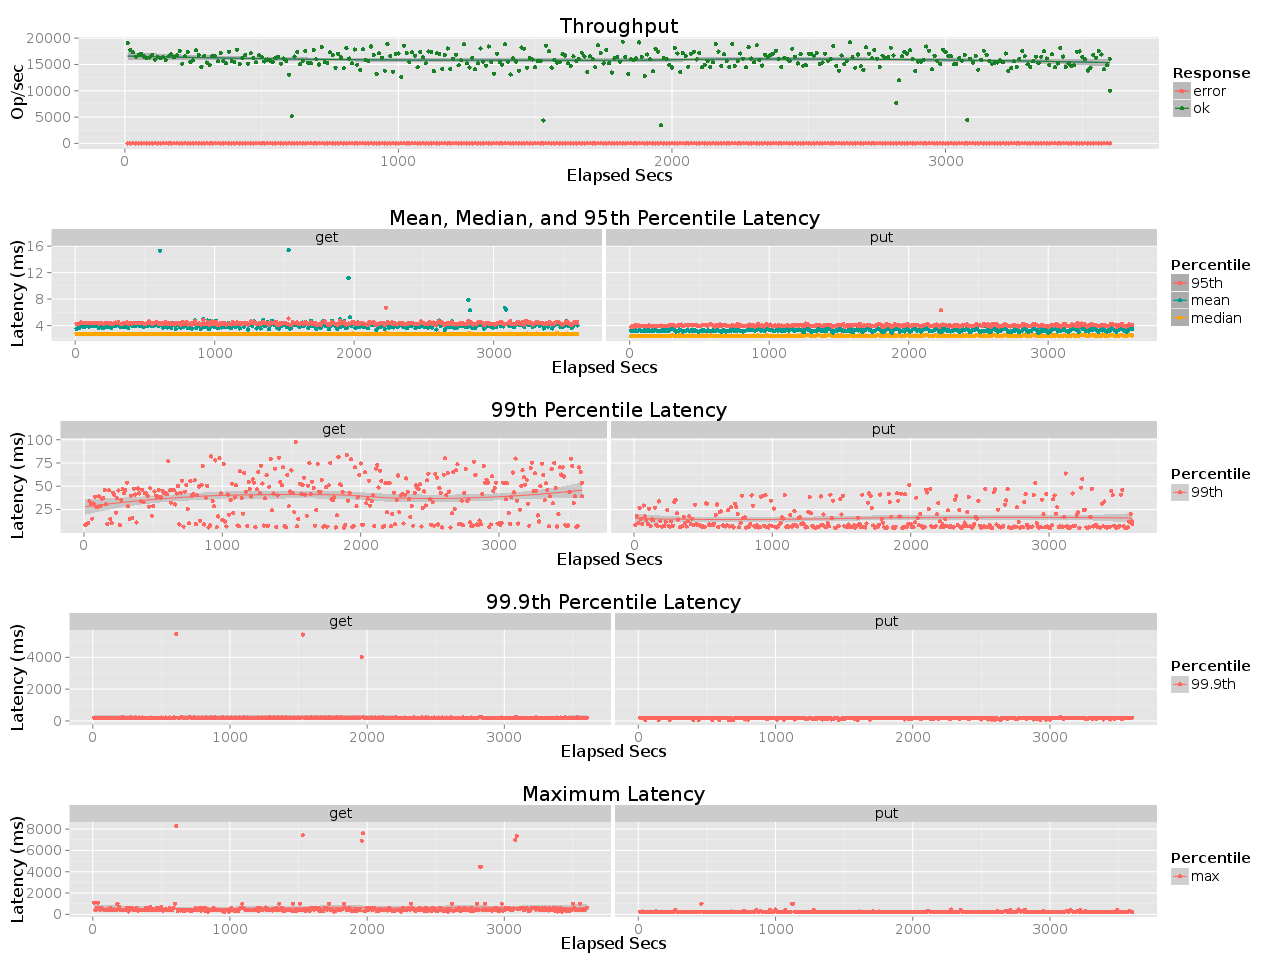 Throughput
20000
15000
10000
5000
0
Op/sec
0 1000 2000 3000
Elapsed Secs
Response
error
ok
Mean, Median, and 95th Percentile Latency
get put
16
12
8
4
Latency (ms)
0 1000 2000 3000 0 1000 2000 3000
Elapsed Secs
Percentile
95th
mean
median
99th Percentile Latency
get put
100
75
50
25
Latency (ms)
0 1000 2000 3000 0 1000 2000 3000
Elapsed Secs
Percentile
99th
99.9th Percentile Latency
get put
4000
2000
0
Latency (ms)
0 1000 2000 3000 0 1000 2000 3000
Elapsed Secs
Percentile
99.9th
Maximum Latency
get put
8000
6000
4000
2000
0
Latency (ms)
0 1000 2000 3000 0 1000 2000 3000
Elapsed Secs
Percentile
max